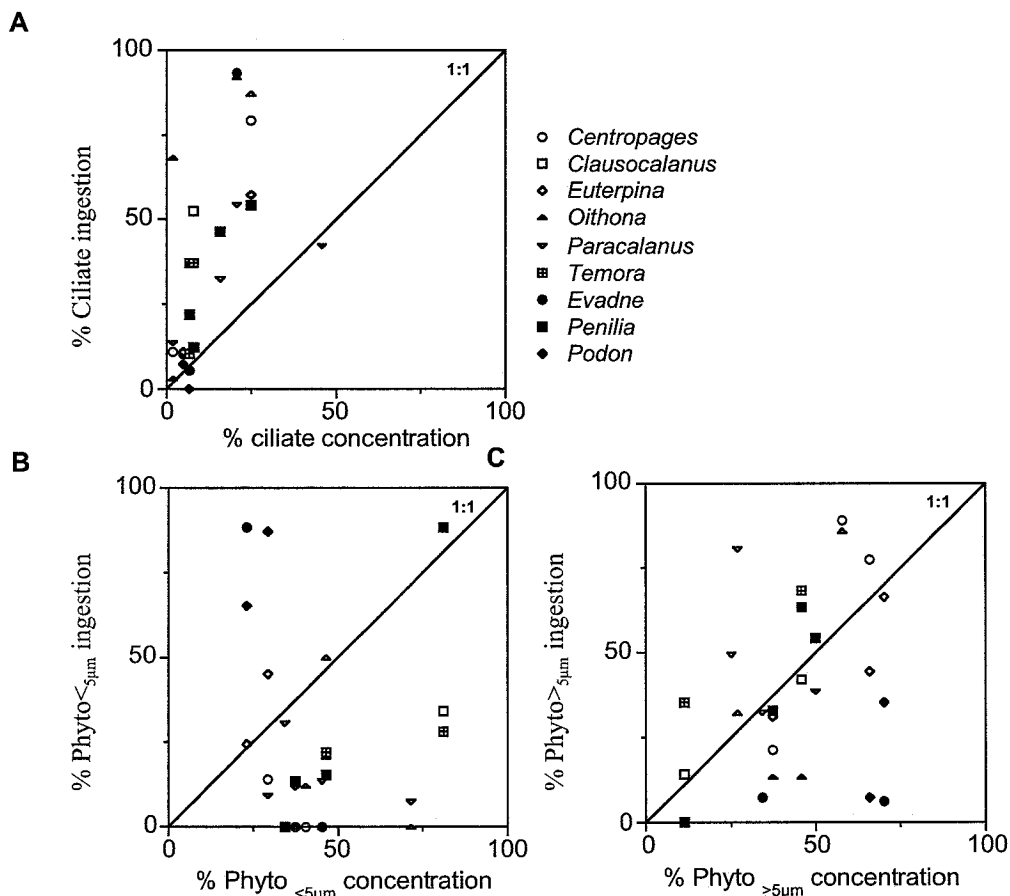 A
100
50
0
0
50
100
1:1
% Ciliate ingestion
% ciliate concentration
Centropages
Clausocalanus
Euterpina
Oithona
Paracalanus
Temora
Evadne
Penilia
Podon
B
100
50
0
0
50
100
1:1
% Phyto<5µm ingestion
% Phyto <5µm concentration
C
100
50
0
0
50
100
1:1
% Phyto>5µm ingestion
% Phyto >5µm concentration